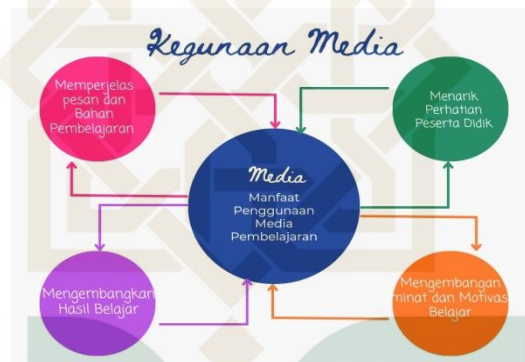 Kegunaan Media
Memperjelas
pesan dan
Bahan
Pembelajaran
Menarik
Perhatian
Peserta Didik
Media
Manfaat
Penggunaan
Media
Pembelajaran
Mengembangkan
Hasil Belajar
Mengembangan
minat dan Motivas
Belajar